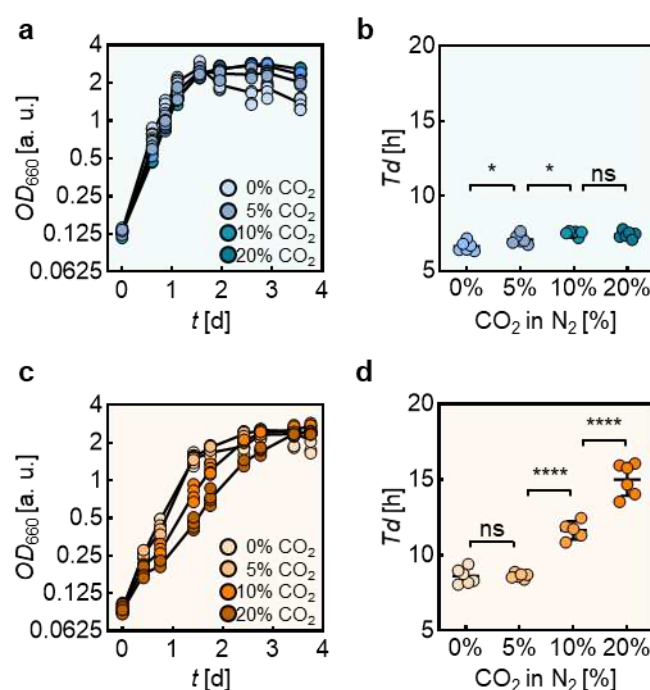 a
4
2
1
0.5
0.25
0.125
0.0625
OD660 [a. u.]
0% CO2
5% CO2
10% CO2
20% CO2
0 1 2 3 4
t [d]
b
20
15
10
5
Td [h]
* * ns
0% 5% 10% 20%
CO2 in N2 [%]
c
4
2
1
0.5
0.25
0.125
0.0625
OD660 [a. u.]
0% CO2
5% CO2
10% CO2
20% CO2
0 1 2 3 4
t [d]
d
20
15
10
5
Td [h]
ns **** ****
0% 5% 10% 20%
CO2 in N2 [%]